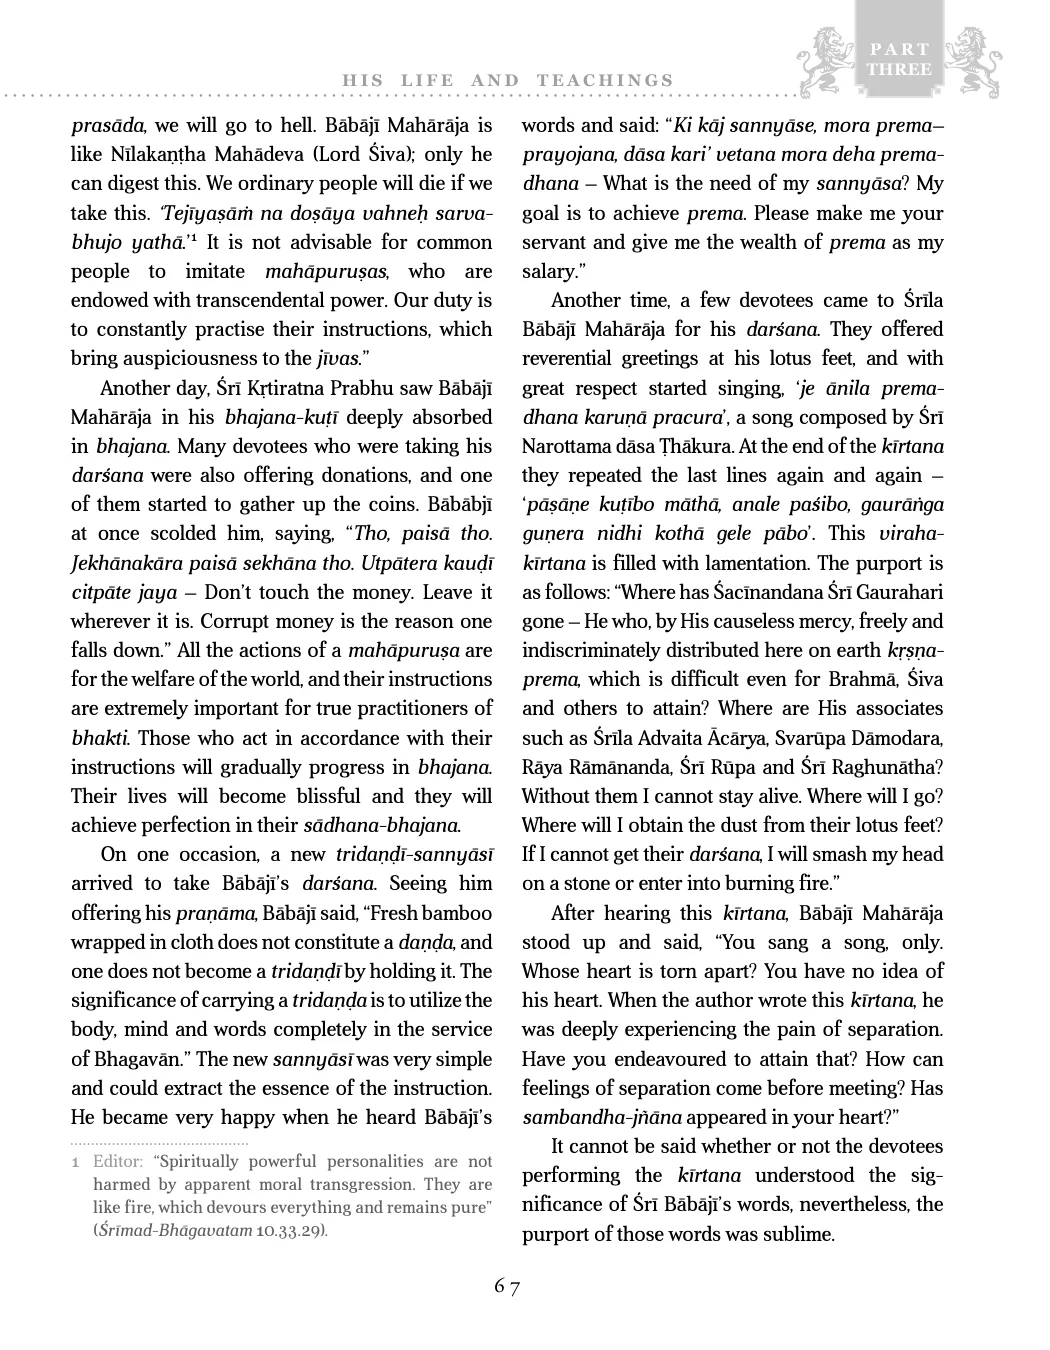 PART
THREE
HIS LIFE AND TEACHINGS
prasāda, we will go to hell. Bābājī Mahārāja is
like Nīlakaṇṭha Mahādeva (Lord Śiva); only he
can digest this. We ordinary people will die if we
take this. ‘Tejīyaṣāṁ na doṣāya vahneḥ sarva-
bhujo yathā.’¹ It is not advisable for common
people to imitate mahāpuruṣas, who are
endowed with transcendental power. Our duty is
to constantly practise their instructions, which
bring auspiciousness to the jīvas.”
Another day, Śrī Kṛtiratna Prabhu saw Bābājī
Mahārāja in his bhajana-kuṭī deeply absorbed
in bhajana. Many devotees who were taking his
darśana were also offering donations, and one
of them started to gather up the coins. Bābābjī
at once scolded him, saying, “Tho, paisā tho.
Jekhānakāra paisā sekhāna tho. Utpātera kauḍī
citpāte jaya – Don’t touch the money. Leave it
wherever it is. Corrupt money is the reason one
falls down.” All the actions of a mahāpuruṣa are
for the welfare of the world, and their instructions
are extremely important for true practitioners of
bhakti. Those who act in accordance with their
instructions will gradually progress in bhajana.
Their lives will become blissful and they will
achieve perfection in their sādhana-bhajana.
On one occasion, a new tridaṇḍī-sannyāsī
arrived to take Bābājī’s darśana. Seeing him
offering his praṇāma, Bābājī said, “Fresh bamboo
wrapped in cloth does not constitute a daṇḍa, and
one does not become a tridaṇḍī by holding it. The
significance of carrying a tridaṇḍa is to utilize the
body, mind and words completely in the service
of Bhagavān.” The new sannyāsī was very simple
and could extract the essence of the instruction.
He became very happy when he heard Bābājī’s
1 Editor: “Spiritually powerful personalities are not
harmed by apparent moral transgression. They are
like fire, which devours everything and remains pure”
(Śrīmad-Bhāgavatam 10.33.29).
words and said: “Ki kāj sannyāse, mora prema–
prayojana, dāsa kari’ vetana mora deha prema-
dhana – What is the need of my sannyāsa? My
goal is to achieve prema. Please make me your
servant and give me the wealth of prema as my
salary.”
Another time, a few devotees came to Śrīla
Bābājī Mahārāja for his darśana. They offered
reverential greetings at his lotus feet, and with
great respect started singing, ‘je ānila prema-
dhana karuṇā pracura’, a song composed by Śrī
Narottama dāsa Ṭhākura. At the end of the kīrtana
they repeated the last lines again and again –
‘pāṣāṇe kuṭībo māthā, anale paśibo, gaurāṅga
guṇera nidhi kothā gele pābo’. This viraha-
kīrtana is filled with lamentation. The purport is
as follows: “Where has Śacīnandana Śrī Gaurahari
gone – He who, by His causeless mercy, freely and
indiscriminately distributed here on earth kṛṣṇa-
prema, which is difficult even for Brahmā, Śiva
and others to attain? Where are His associates
such as Śrīla Advaita Ācārya, Svarūpa Dāmodara,
Rāya Rāmānanda, Śrī Rūpa and Śrī Raghunātha?
Without them I cannot stay alive. Where will I go?
Where will I obtain the dust from their lotus feet?
If I cannot get their darśana, I will smash my head
on a stone or enter into burning fire.”
After hearing this kīrtana, Bābājī Mahārāja
stood up and said, “You sang a song, only.
Whose heart is torn apart? You have no idea of
his heart. When the author wrote this kīrtana, he
was deeply experiencing the pain of separation.
Have you endeavoured to attain that? How can
feelings of separation come before meeting? Has
sambandha-jñāna appeared in your heart?”
It cannot be said whether or not the devotees
performing the kīrtana understood the sig-
nificance of Śrī Bābājī’s words, nevertheless, the
purport of those words was sublime.
67